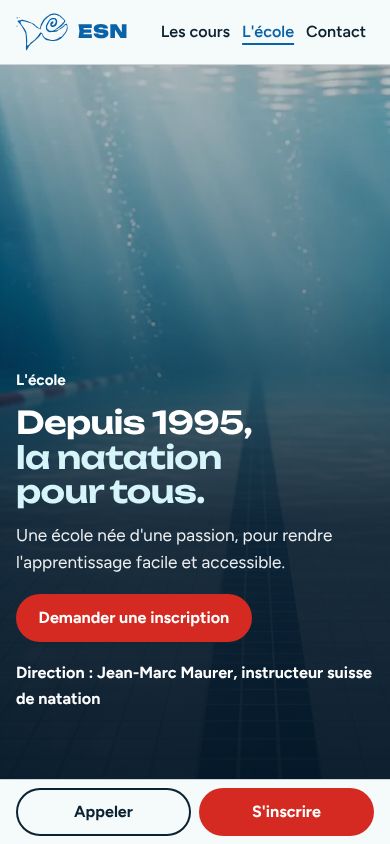 ESN
Les cours
L'école
Contact
L'école
Depuis 1995,
la natation
pour tous.
Une école née d'une passion, pour rendre
l'apprentissage facile et accessible.
Demander une inscription
Direction : Jean-Marc Maurer, instructeur suisse
de natation
Appeler
S'inscrire